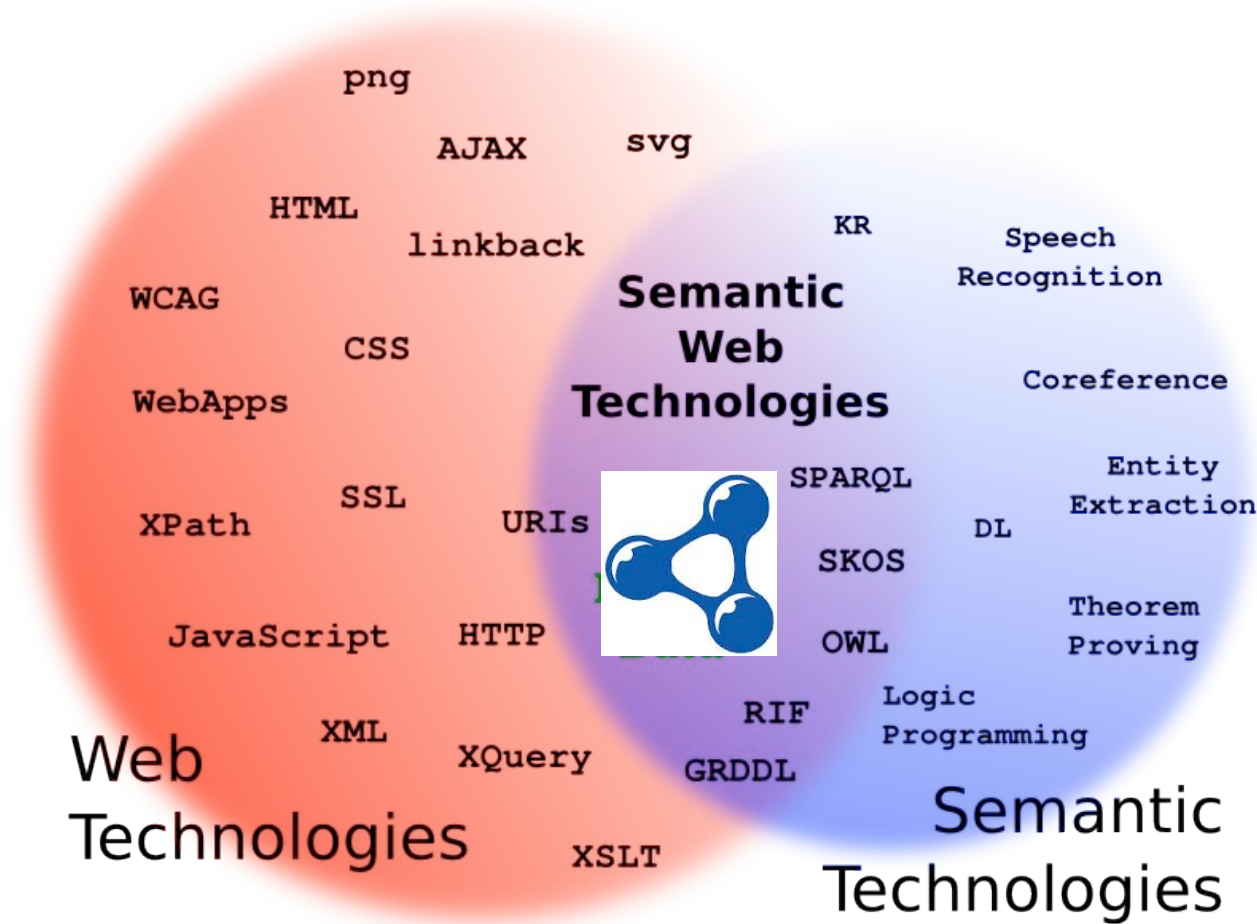 png
AJAX
svg
HTML
linkback
WCAG
CSS
WebApps
SSL
XPath
URIs
JavaScript
HTTP
XML
XQuery
XSLT
Web
Technologies
Semantic
Web
Technologies
SPARQL
SKOS
OWL
RIF
GRDDL
KR
Speech
Recognition
Coreference
Entity
Extraction
DL
Theorem
Proving
Logic
Programming
Semantic
Technologies